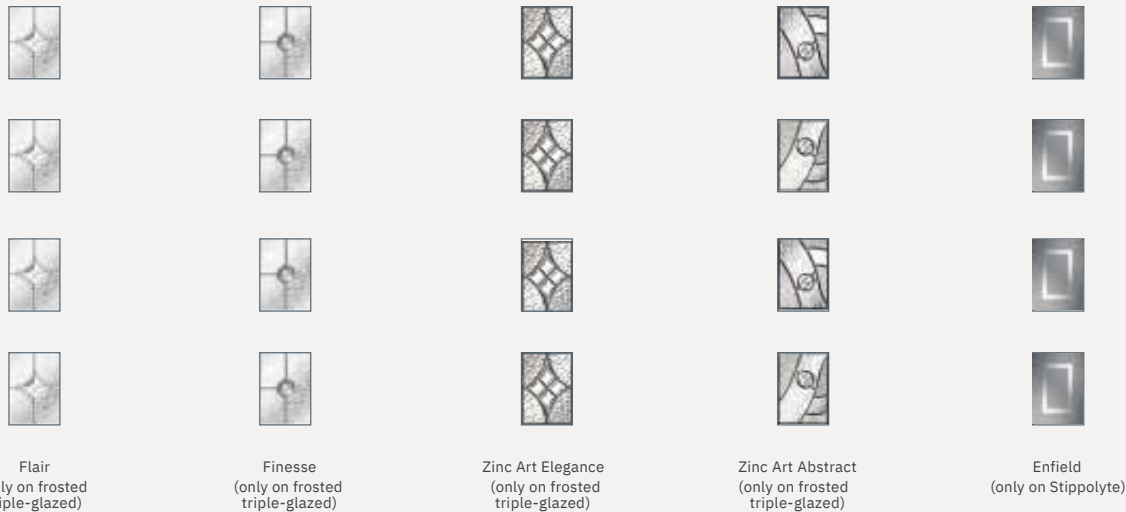 Flair
ly on frosted
iple-glazed)
Finesse
(only on frosted
triple-glazed)
Zinc Art Elegance
(only on frosted
triple-glazed)
Zinc Art Abstract
(only on frosted
triple-glazed)
Enfield
(only on Stippolyte)